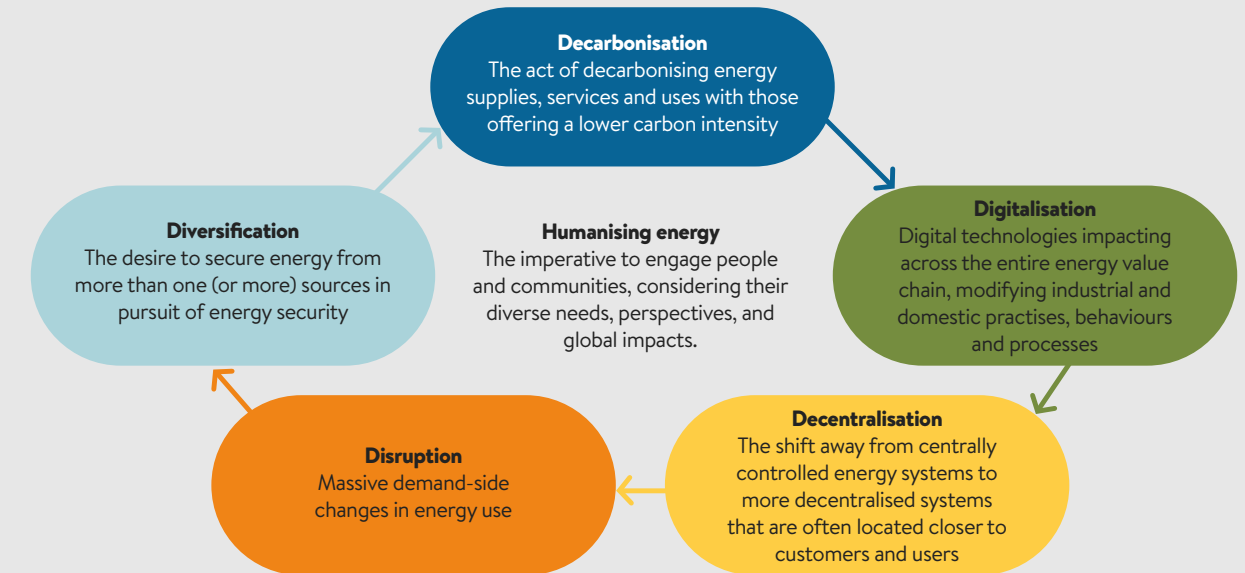 Decarbonisation
The act of decarbonising energy
supplies, services and uses with those
offering a lower carbon intensity
Digitalisation
Digital technologies impacting
across the entire energy value
chain, modifying industrial and
domestic practises, behaviours
and processes
Decentralisation
The shift away from centrally
controlled energy systems to
more decentralised systems
that are often located closer to
customers and users
Disruption
Massive demand-side
changes in energy use
Diversification
The desire to secure energy from
more than one (or more) sources in
pursuit of energy security
Humanising energy
The imperative to engage people
and communities, considering their
diverse needs, perspectives, and
global impacts.